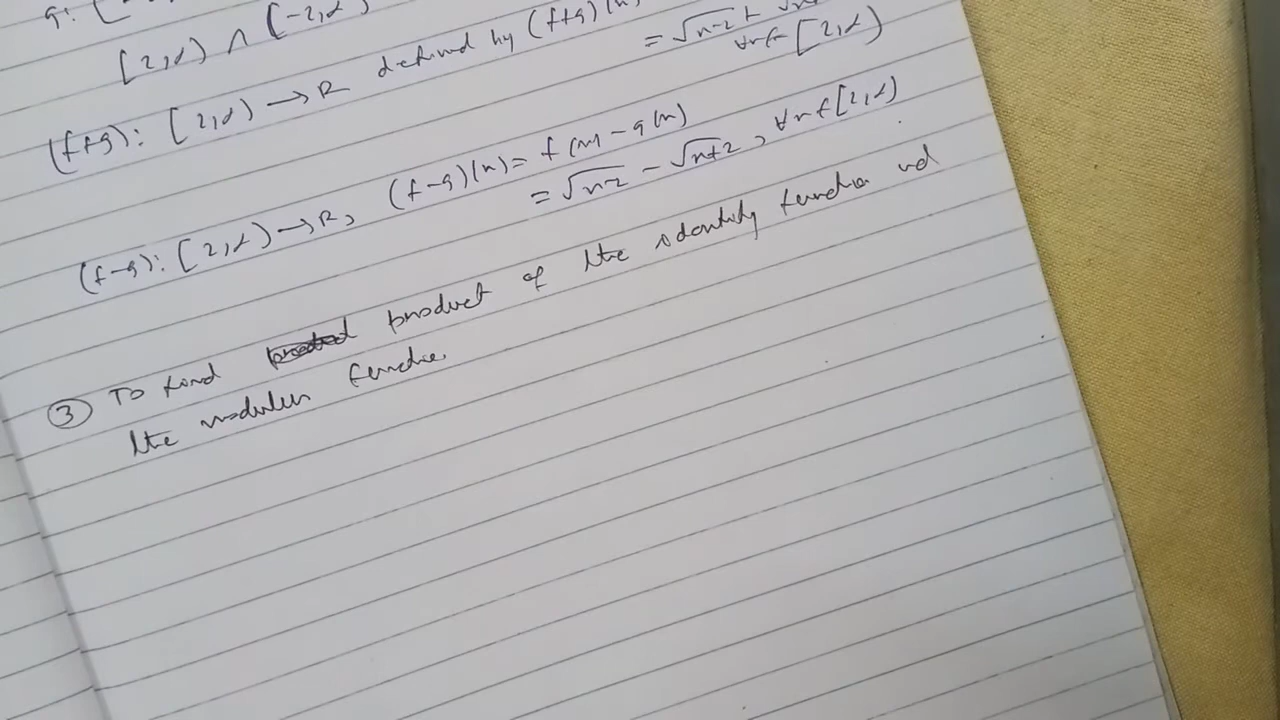 g: [
[2,∞) ∩ [-2,∞)
(f+g): [2,∞) → R defined by (f+g)(x)
= √x-2 +
∀x∈[2,∞)
(f-g): [2,∞) → R, (f-g)(x) = f(x) - g(x)
= √x-2 - √x+2, ∀x∈[2,∞)
③ To find product of the identity function and
the modulus function.